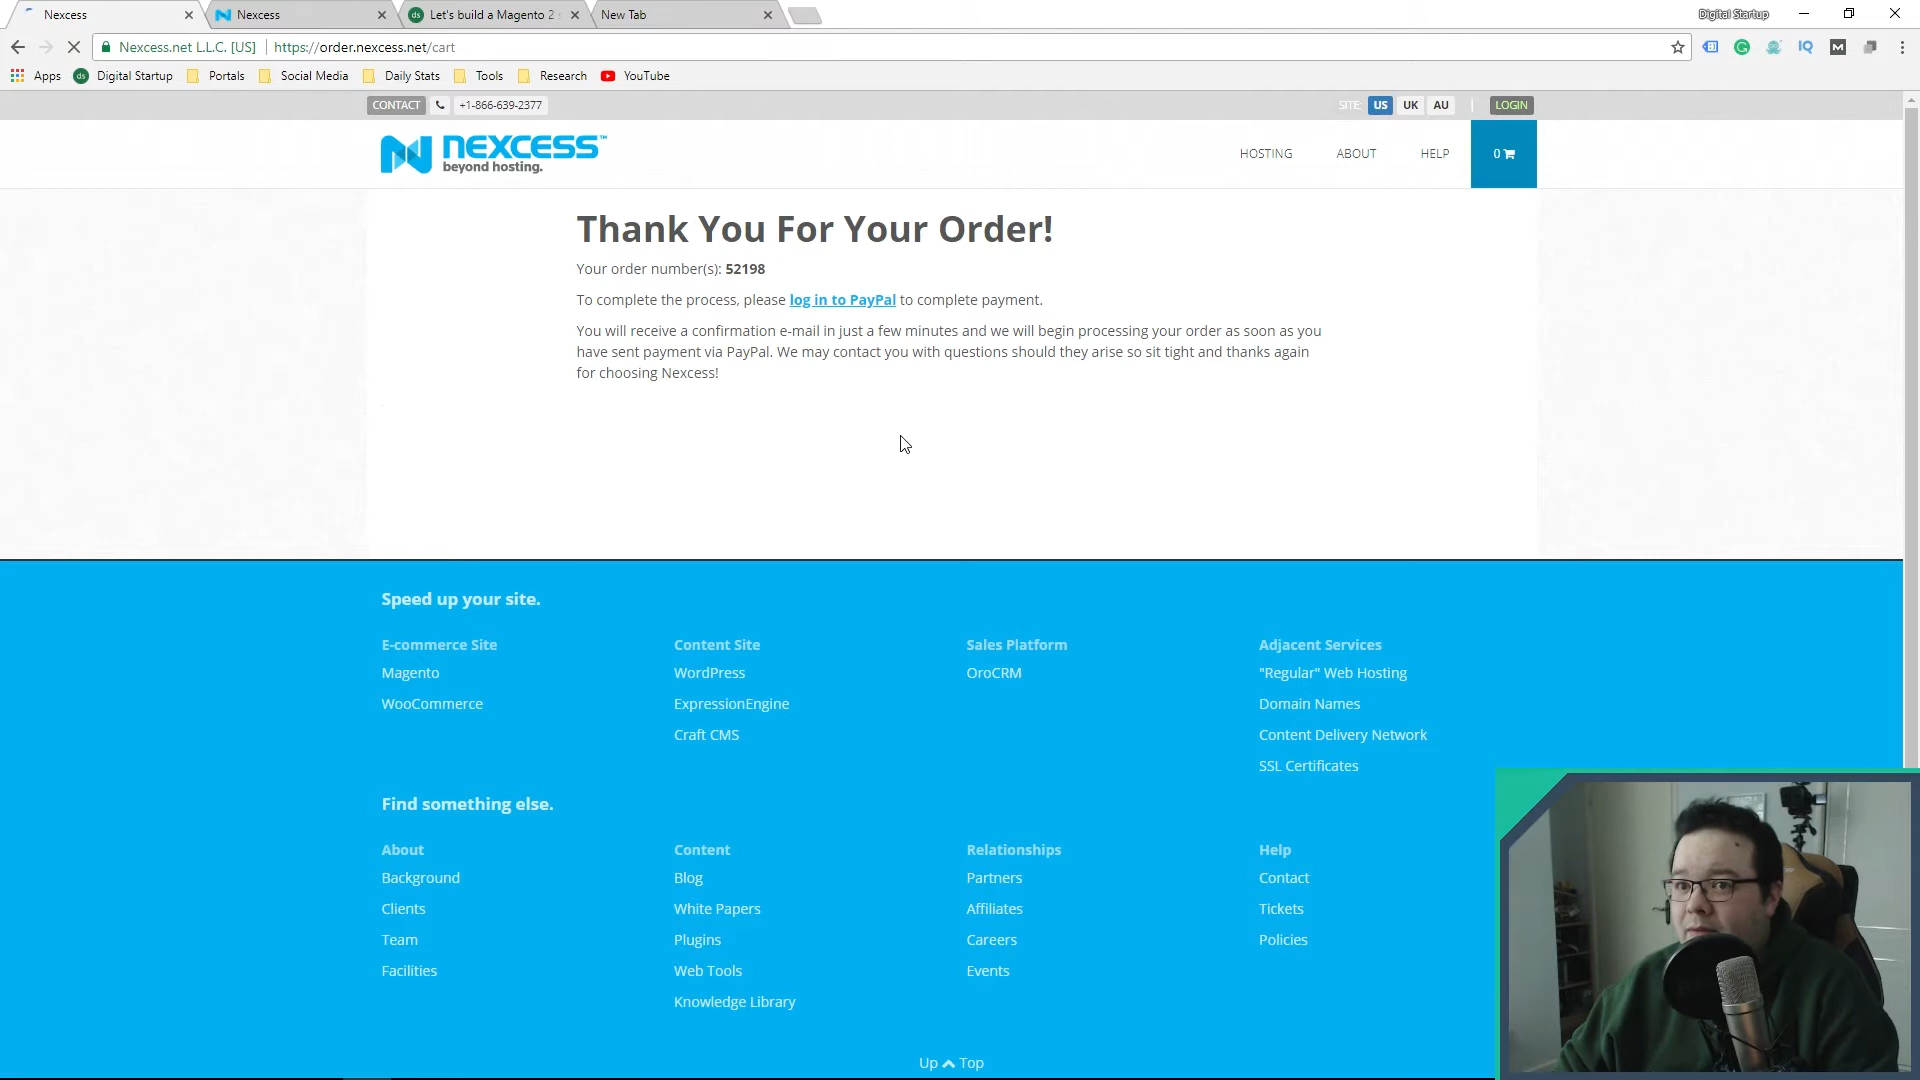 Nexcess
Nexcess
Let's build a Magento 2
New Tab
Digital Startup
Nexcess.net L.L.C. [US]
https://order.nexcess.net/cart
Apps
Digital Startup
Portals
Social Media
Daily Stats
Tools
Research
YouTube
CONTACT
+1-866-639-2377
SITE:
US
UK
AU
LOGIN
NEXCESS™
beyond hosting.
HOSTING
ABOUT
HELP
0
Thank You For Your Order!
Your order number(s): 52198
To complete the process, please log in to PayPal to complete payment.
You will receive a confirmation e-mail in just a few minutes and we will begin processing your order as soon as you
have sent payment via PayPal. We may contact you with questions should they arise so sit tight and thanks again
for choosing Nexcess!
Speed up your site.
E-commerce Site
Magento
WooCommerce
Content Site
WordPress
ExpressionEngine
Craft CMS
Sales Platform
OroCRM
Adjacent Services
"Regular" Web Hosting
Domain Names
Content Delivery Network
SSL Certificates
Find something else.
About
Background
Clients
Team
Facilities
Content
Blog
White Papers
Plugins
Web Tools
Knowledge Library
Relationships
Partners
Affiliates
Careers
Events
Help
Contact
Tickets
Policies
Up Top